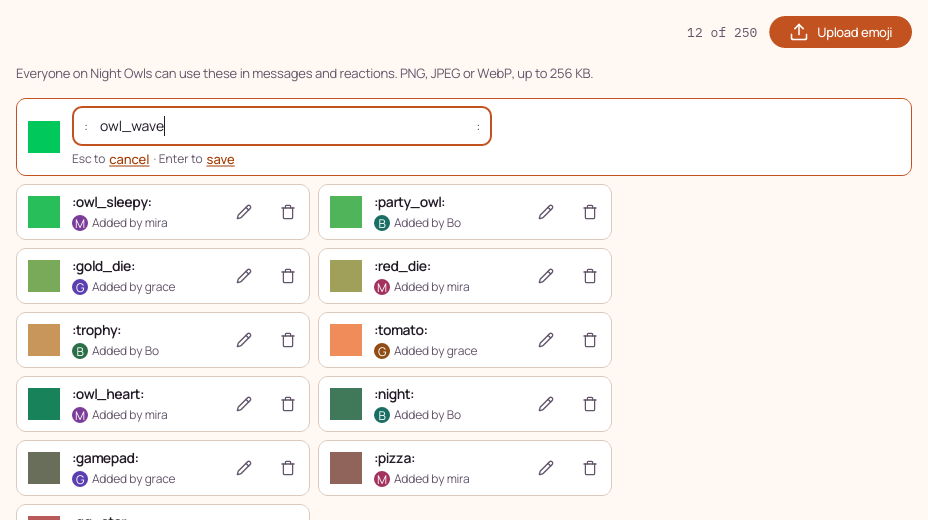 12 of 250
Upload emoji
Everyone on Night Owls can use these in messages and reactions. PNG, JPEG or WebP, up to 256 KB.
: owl_wave :
Esc to cancel · Enter to save
:owl_sleepy:
M Added by mira
:party_owl:
B Added by Bo
:gold_die:
G Added by grace
:red_die:
M Added by mira
:trophy:
B Added by Bo
:tomato:
G Added by grace
:owl_heart:
M Added by mira
:night:
B Added by Bo
:gamepad:
G Added by grace
:pizza:
M Added by mira